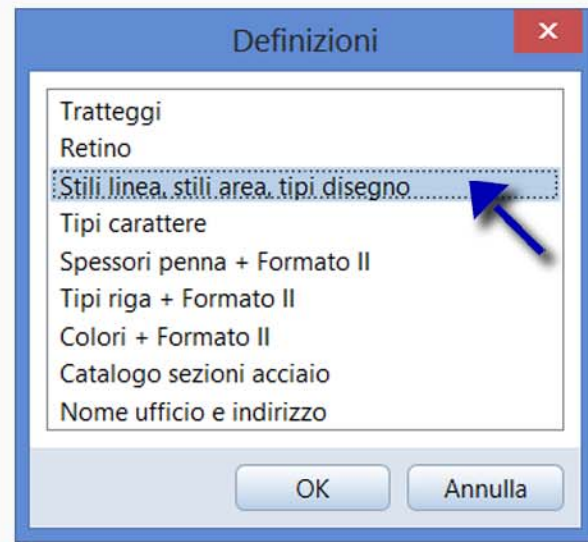 Definizioni
Tratteggi
Retino
Stili linea, stili area, tipi disegno
Tipi carattere
Spessori penna + Formato II
Tipi riga + Formato II
Colori + Formato II
Catalogo sezioni acciaio
Nome ufficio e indirizzo
OK Annulla